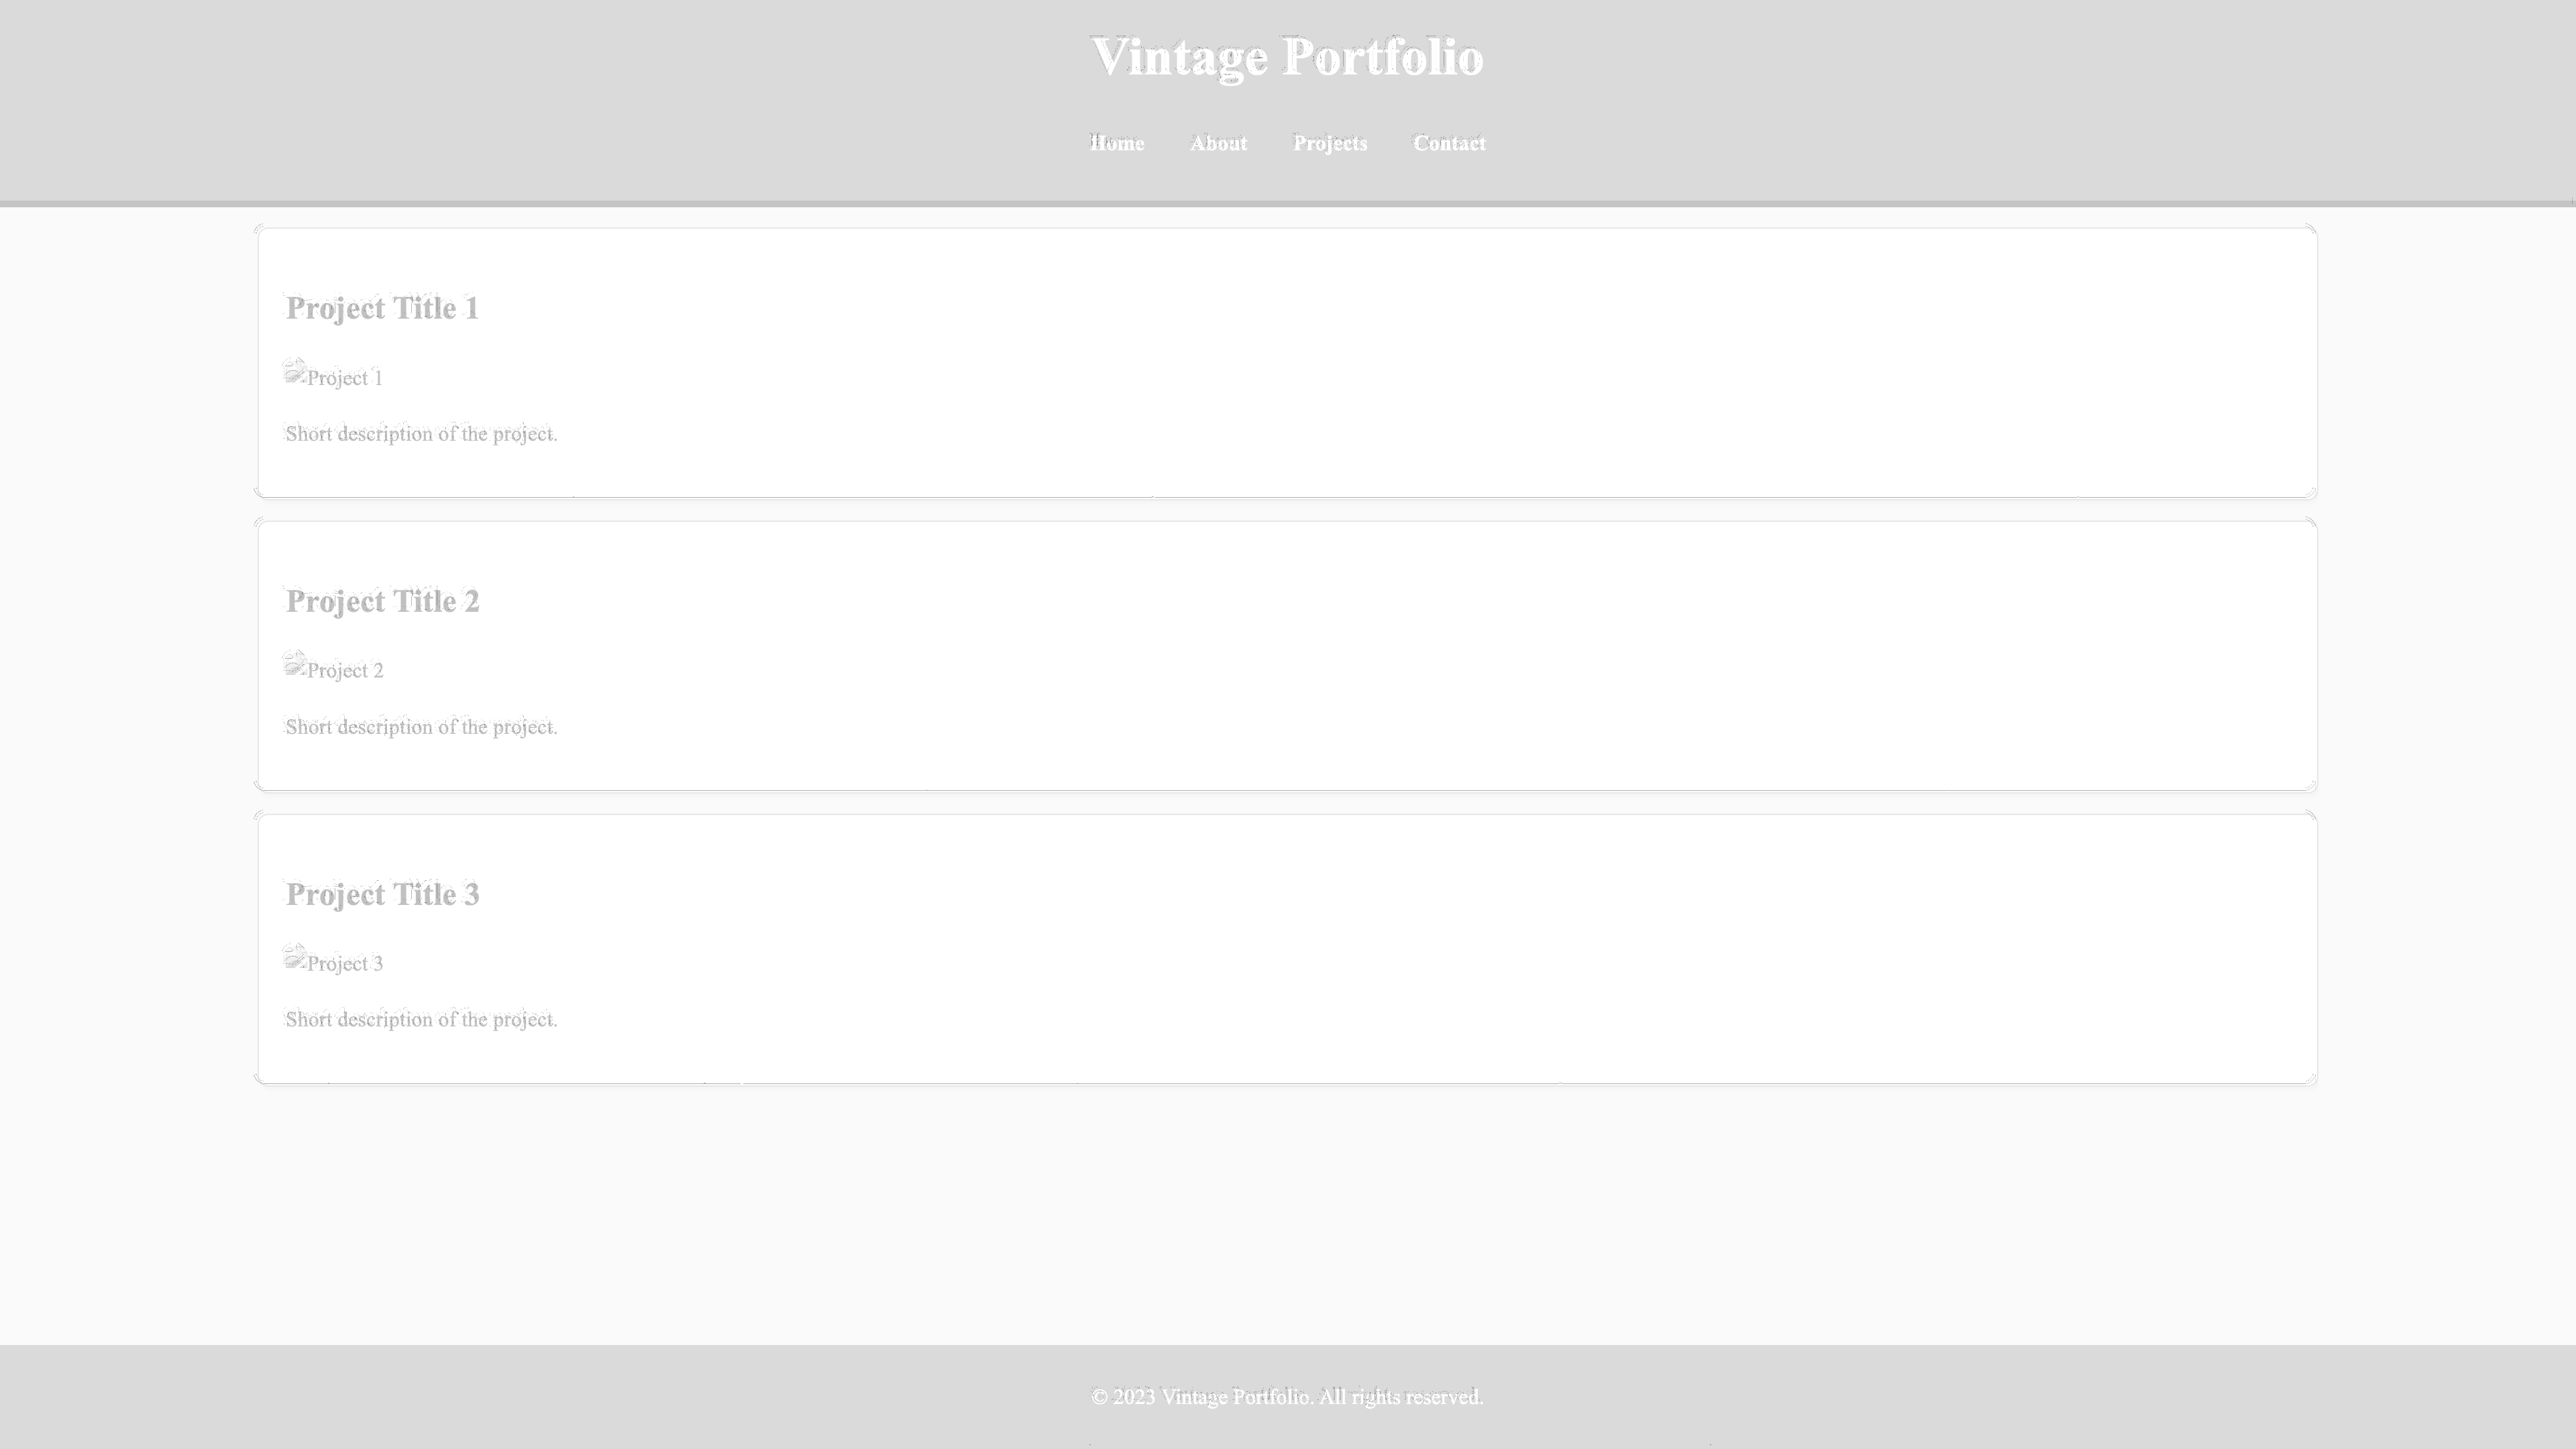 Vintage Portfolio
Home About Projects Contact
Project Title 1
Project 1
Short description of the project.
Project Title 2
Project 2
Short description of the project.
Project Title 3
Project 3
Short description of the project.
© 2023 Vintage Portfolio. All rights reserved.